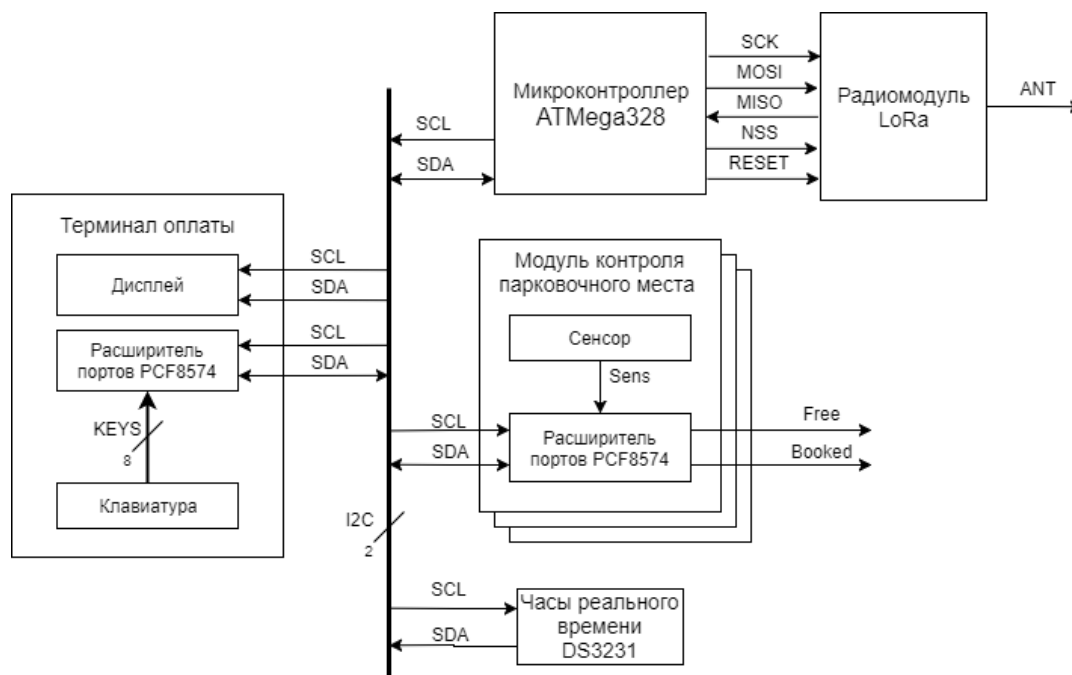 Микроконтроллер
ATMega328
SCK
MOSI
MISO
NSS
RESET
Радиомодуль
LoRa
ANT
SCL
SDA
Терминал оплаты
Дисплей
SCL
SDA
Расширитель
портов PCF8574
SCL
SDA
KEYS
8
Клавиатура
Модуль контроля
парковочного места
Сенсор
Sens
Расширитель
портов PCF8574
SCL
SDA
Free
Booked
I2C
2
SCL
SDA
Часы реального
времени
DS3231